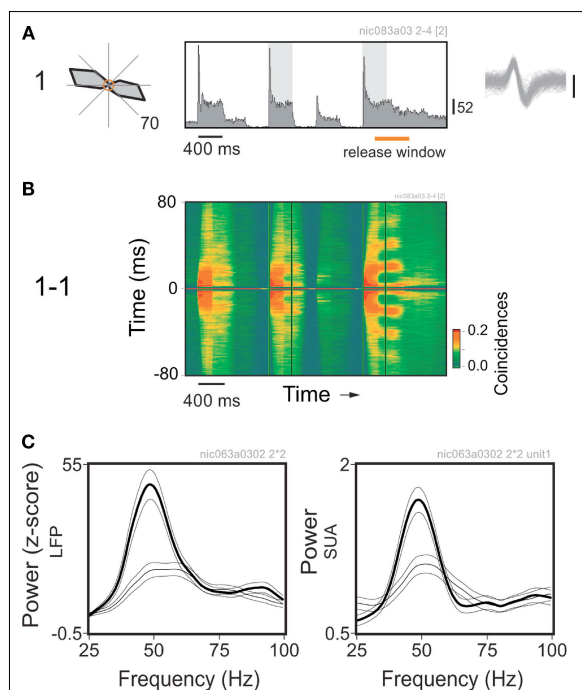 A
nic083a03 2-4 [2]
1
70
52
400 ms
release window
B
nic083a03 2-4 [2]
1-1
Time (ms)
80
0
-80
400 ms
Time →
0.2
0.0
Coincidences
C
nic063a0302 2*2
55
Power (z-score)
LFP
-0.5
25
50
75
100
Frequency (Hz)
nic063a0302 2*2 unit1
2
Power
SUA
0.5
25
50
75
100
Frequency (Hz)